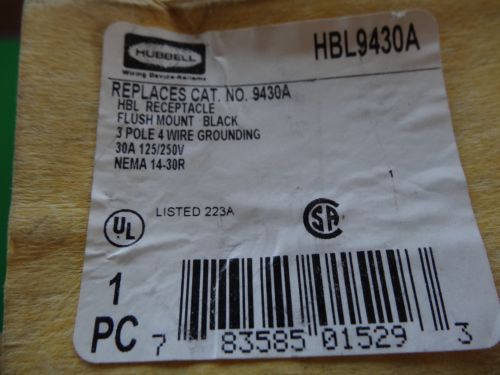 HUBBELL
HBL9430A
Wiring Device-Kellems
REPLACES CAT. NO. 9430A
HBL RECEPTACLE
FLUSH MOUNT BLACK
3 POLE 4 WIRE GROUNDING
30A 125/250V
NEMA 14-30R
1
UL
LISTED 223A
SA
1
PC
7 83585 01529 3